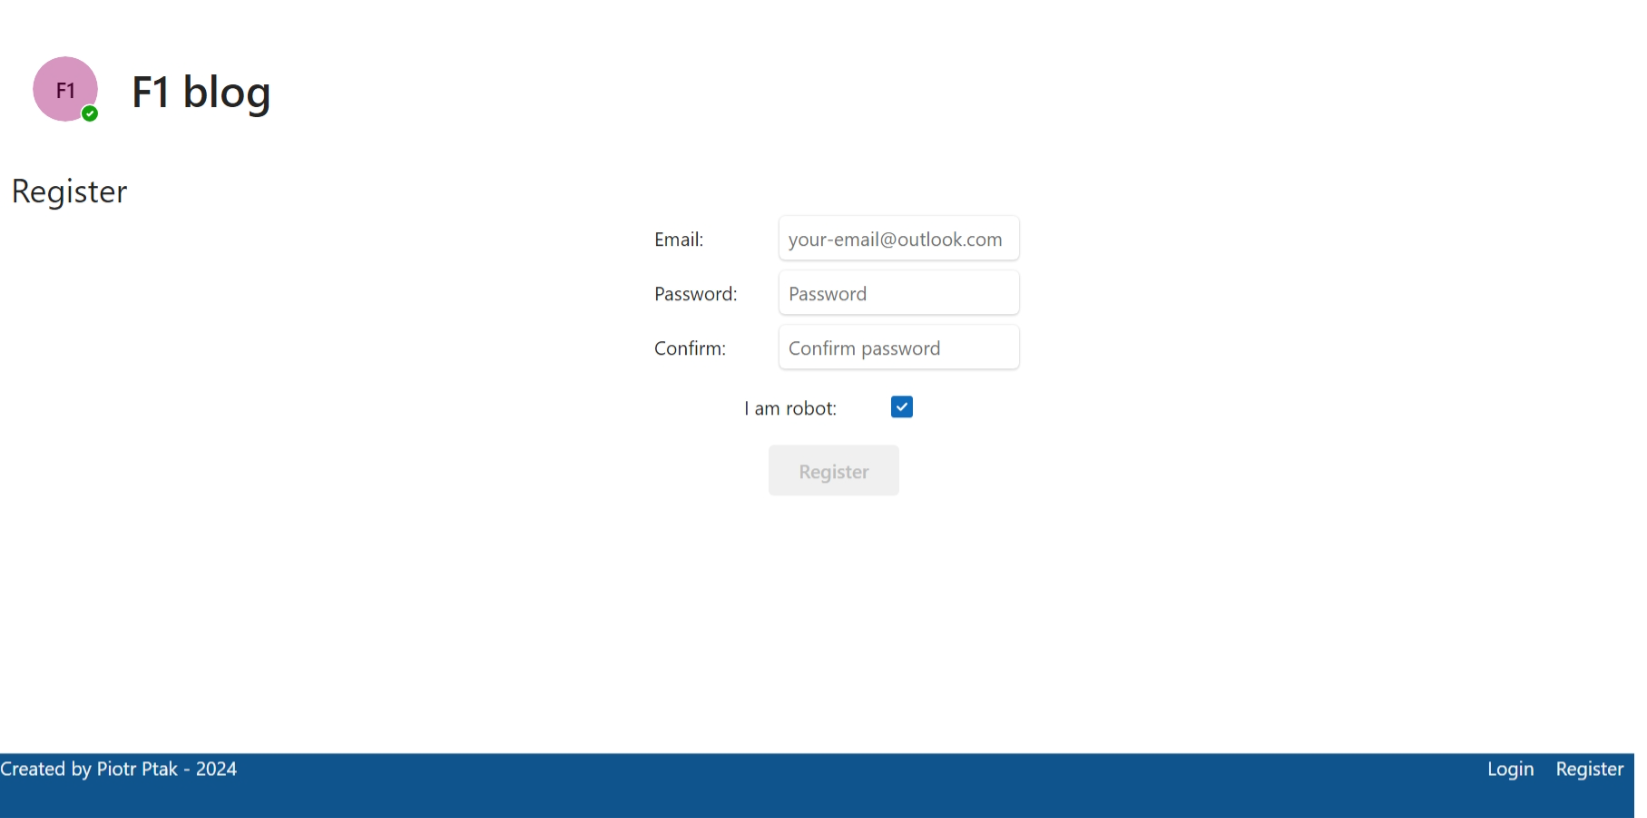 F1
F1 blog
Register
Email: your-email@outlook.com
Password: Password
Confirm: Confirm password
I am robot:
Register
Created by Piotr Ptak - 2024 Login Register